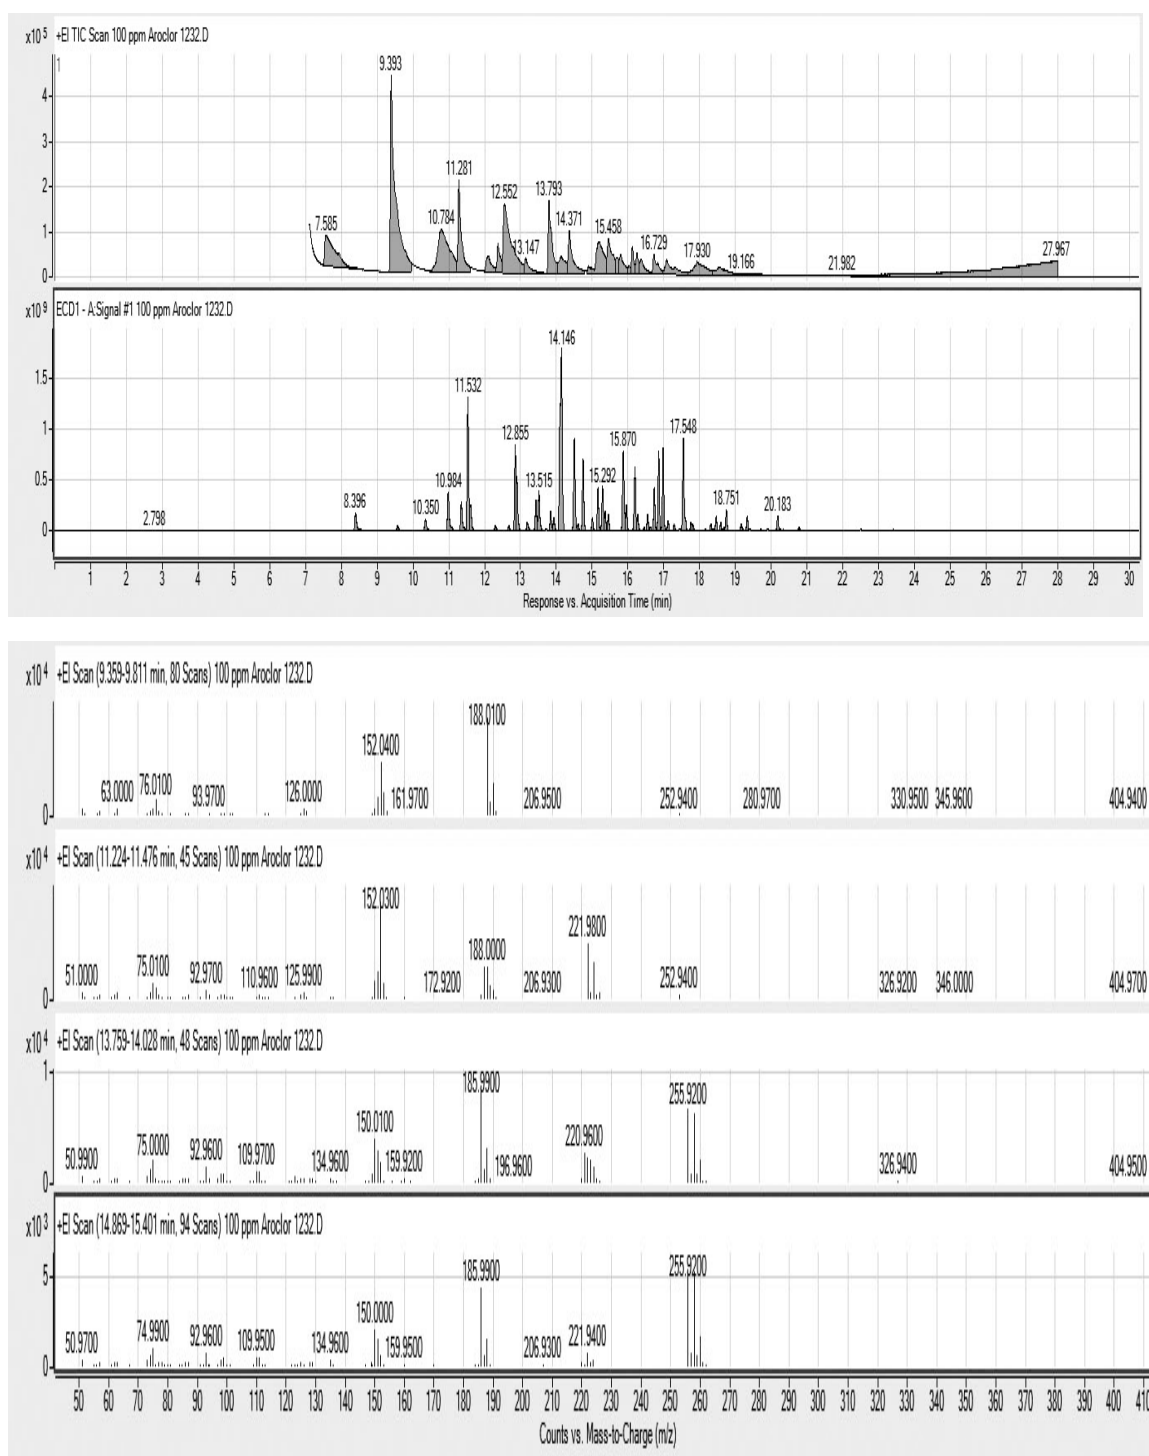 x10 5 +EI TIC Scan 100 ppm Aroclor 1232.D
1
9.393
4
3
11.281
2
12.552 13.793
10.784 14.371
7.585 15.458
1
13.147 16.729 17.930 19.166 21.982 27.967
0
x10 9 ECD1 - A:Signal #1 100 ppm Aroclor 1232.D
14.146
1.5
11.532
1
12.855 15.870 17.548
0.5
10.984 13.515 15.292
8.396 10.350 18.751 20.183
2.798
0
1 2 3 4 5 6 7 8 9 10 11 12 13 14 15 16 17 18 19 20 21 22 23 24 25 26 27 28 29 30
Response vs. Acquisition Time (min)
x10 4 +EI Scan (9.359-9.811 min, 80 Scans) 100 ppm Aroclor 1232.D
188.0100
152.0400
63.0000 76.0100 93.9700 126.0000 161.9700 206.9500 252.9400 280.9700 330.9500 345.9600 404.9400
0
x10 4 +EI Scan (11.224-11.476 min, 45 Scans) 100 ppm Aroclor 1232.D
152.0300
221.9800
188.0000
51.0000 75.0100 92.9700 110.9600 125.9900 172.9200 206.9300 252.9400 326.9200 346.0000 404.9700
0
x10 4 +EI Scan (13.759-14.028 min, 48 Scans) 100 ppm Aroclor 1232.D
1
185.9900
255.9200
150.0100
220.9600
50.9900 75.0000 92.9600 109.9700 134.9600 159.9200 196.9600 326.9400 404.9500
0
x10 3 +EI Scan (14.869-15.401 min, 94 Scans) 100 ppm Aroclor 1232.D
5
185.9900 255.9200
150.0000
50.9700 74.9900 92.9600 109.9500 134.9600 159.9500 206.9300 221.9400
0
50 60 70 80 90 100 110 120 130 140 150 160 170 180 190 200 210 220 230 240 250 260 270 280 290 300 310 320 330 340 350 360 370 380 390 400 410
Counts vs. Mass-to-Charge (m/z)